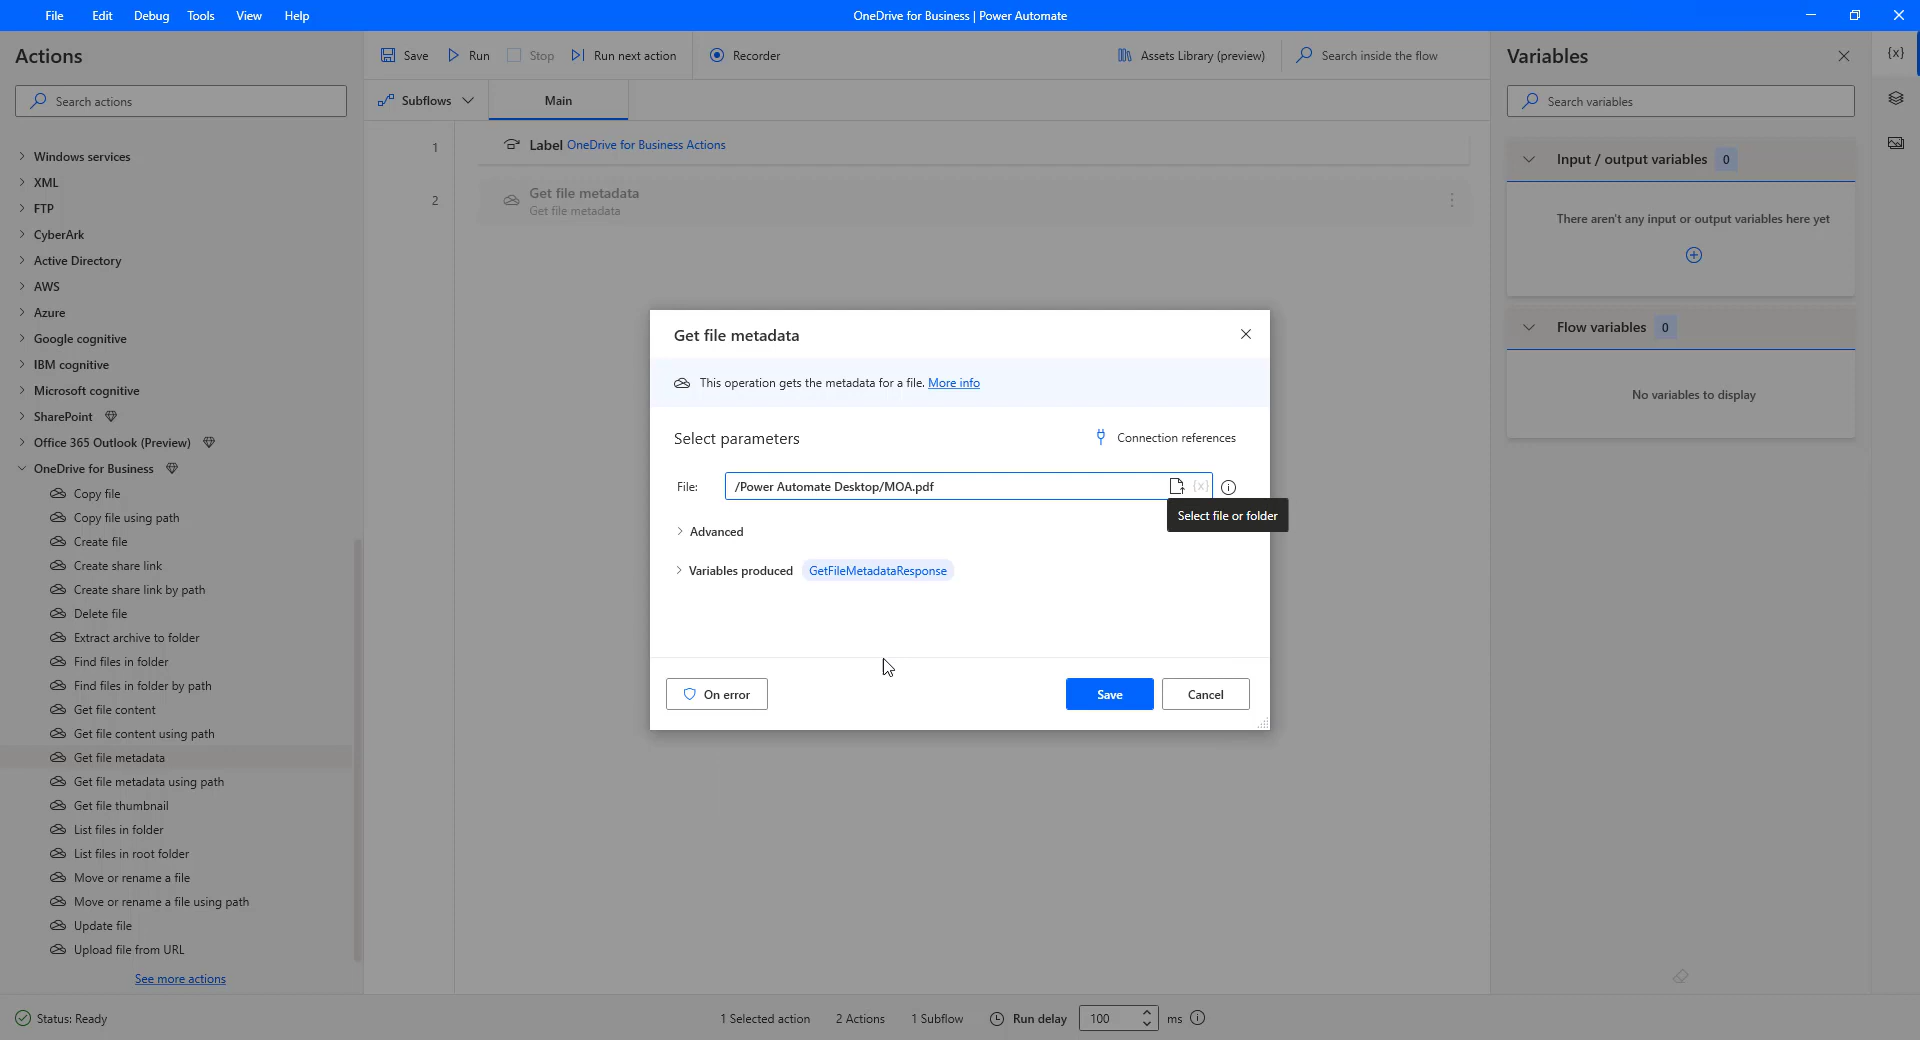 File Edit Debug Tools View Help
OneDrive for Business | Power Automate
Actions
Search actions
Windows services
XML
FTP
CyberArk
Active Directory
AWS
Azure
Google cognitive
IBM cognitive
Microsoft cognitive
SharePoint
Office 365 Outlook (Preview)
OneDrive for Business
Copy file
Copy file using path
Create file
Create share link
Create share link by path
Delete file
Extract archive to folder
Find files in folder
Find files in folder by path
Get file content
Get file content using path
Get file metadata
Get file metadata using path
Get file thumbnail
List files in folder
List files in root folder
Move or rename a file
Move or rename a file using path
Update file
Upload file from URL
See more actions
Save Run Stop Run next action Recorder
Assets Library (preview) Search inside the flow
Subflows Main
1 Label OneDrive for Business Actions
2 Get file metadata
Get file metadata
Get file metadata
This operation gets the metadata for a file. More info
Select parameters Connection references
File: /Power Automate Desktop/MOA.pdf {x}
Select file or folder
Advanced
Variables produced GetFileMetadataResponse
On error Save Cancel
Variables {x}
Search variables
Input / output variables 0
There aren't any input or output variables here yet
Flow variables 0
No variables to display
Status: Ready 1 Selected action 2 Actions 1 Subflow Run delay 100 ms